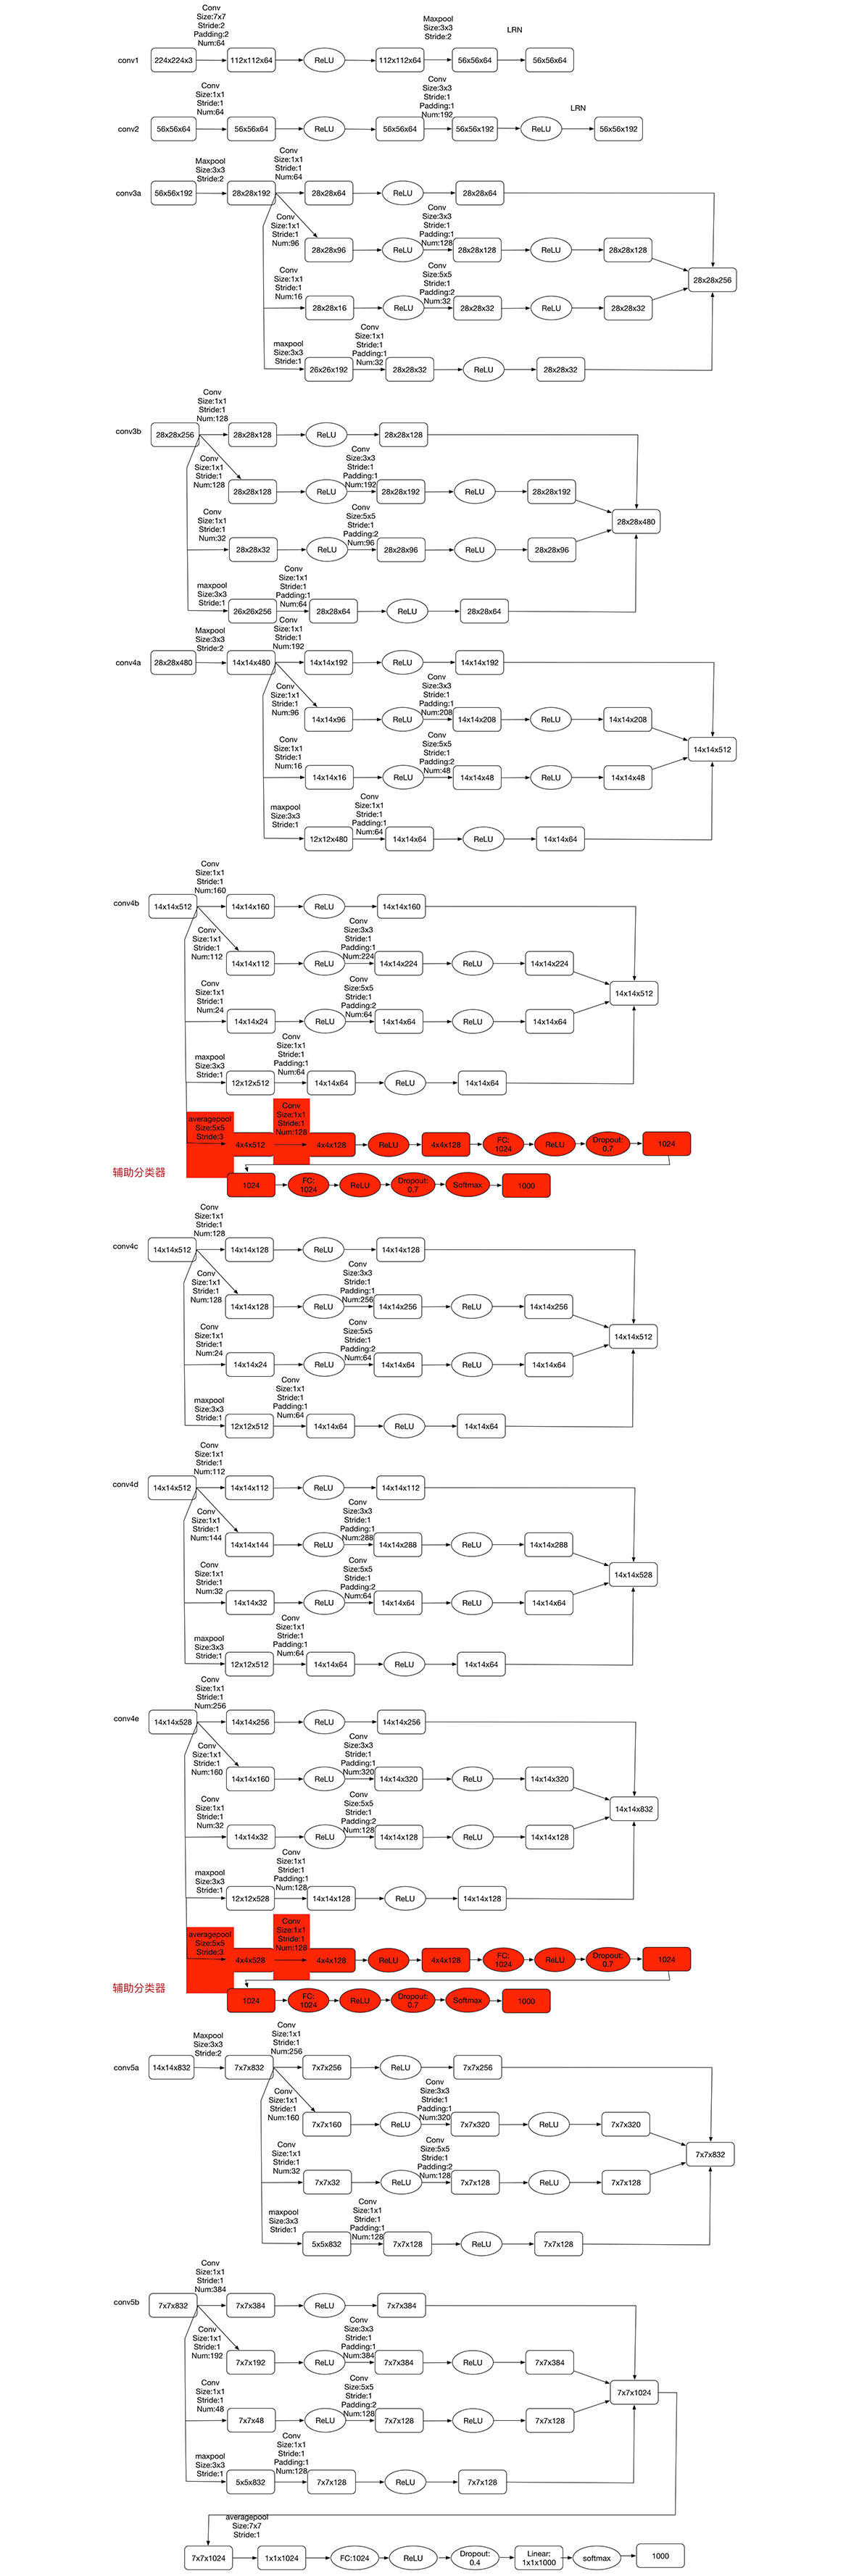 Conv
Size:7x7
Stride:2
Padding:2
Num:64
Maxpool
Size:3x3
Stride:2
LRN
conv1
224x224x3
112x112x64
ReLU
112x112x64
56x56x64
56x56x64
Conv
Size:1x1
Stride:1
Num:64
Conv
Size:3x3
Stride:1
Padding:1
Num:192
LRN
conv2
56x56x64
56x56x64
ReLU
56x56x64
56x56x192
ReLU
56x56x192
Maxpool
Size:3x3
Stride:2
Conv
Size:1x1
Stride:1
Num:64
conv3a
56x56x192
28x28x192
28x28x64
ReLU
28x28x64
Conv
Size:1x1
Stride:1
Num:96
Conv
Size:3x3
Stride:1
Padding:1
Num:128
28x28x96
ReLU
28x28x128
ReLU
28x28x128
28x28x256
Conv
Size:1x1
Stride:1
Num:16
Conv
Size:5x5
Stride:1
Padding:2
Num:32
28x28x16
ReLU
28x28x32
ReLU
28x28x32
maxpool
Size:3x3
Stride:1
Conv
Size:1x1
Stride:1
Padding:1
Num:32
26x26x192
28x28x32
ReLU
28x28x32
Conv
Size:1x1
Stride:1
Num:128
conv3b
28x28x256
28x28x128
ReLU
28x28x128
Conv
Size:1x1
Stride:1
Num:128
Conv
Size:3x3
Stride:1
Padding:1
Num:192
28x28x128
ReLU
28x28x192
ReLU
28x28x192
28x28x480
Conv
Size:1x1
Stride:1
Num:32
Conv
Size:5x5
Stride:1
Padding:2
Num:96
28x28x32
ReLU
28x28x96
ReLU
28x28x96
maxpool
Size:3x3
Stride:1
Conv
Size:1x1
Stride:1
Padding:1
Num:64
26x26x256
28x28x64
ReLU
28x28x64
Maxpool
Size:3x3
Stride:2
Conv
Size:1x1
Stride:1
Num:192
conv4a
28x28x480
14x14x480
14x14x192
ReLU
14x14x192
Conv
Size:1x1
Stride:1
Num:96
Conv
Size:3x3
Stride:1
Padding:1
Num:208
14x14x96
ReLU
14x14x208
ReLU
14x14x208
14x14x512
Conv
Size:1x1
Stride:1
Num:16
Conv
Size:5x5
Stride:1
Padding:2
Num:48
14x14x16
ReLU
14x14x48
ReLU
14x14x48
maxpool
Size:3x3
Stride:1
Conv
Size:1x1
Stride:1
Padding:1
Num:64
12x12x480
14x14x64
ReLU
14x14x64
Conv
Size:1x1
Stride:1
Num:160
conv4b
14x14x512
14x14x160
ReLU
14x14x160
Conv
Size:1x1
Stride:1
Num:112
Conv
Size:3x3
Stride:1
Padding:1
Num:224
14x14x112
ReLU
14x14x224
ReLU
14x14x224
14x14x512
Conv
Size:1x1
Stride:1
Num:24
Conv
Size:5x5
Stride:1
Padding:2
Num:64
14x14x24
ReLU
14x14x64
ReLU
14x14x64
maxpool
Size:3x3
Stride:1
Conv
Size:1x1
Stride:1
Padding:1
Num:64
12x12x512
14x14x64
ReLU
14x14x64
averagepool
Size:5x5
Stride:3
Conv
Size:1x1
Stride:1
Num:128
4x4x512
4x4x128
ReLU
4x4x128
FC:
1024
ReLU
Dropout:
0.7
1024
辅助分类器
1024
FC:
1024
ReLU
Dropout:
0.7
Softmax
1000
Conv
Size:1x1
Stride:1
Num:128
conv4c
14x14x512
14x14x128
ReLU
14x14x128
Conv
Size:1x1
Stride:1
Num:128
Conv
Size:3x3
Stride:1
Padding:1
Num:256
14x14x128
ReLU
14x14x256
ReLU
14x14x256
14x14x512
Conv
Size:1x1
Stride:1
Num:24
Conv
Size:5x5
Stride:1
Padding:2
Num:64
14x14x24
ReLU
14x14x64
ReLU
14x14x64
maxpool
Size:3x3
Stride:1
Conv
Size:1x1
Stride:1
Padding:1
Num:64
12x12x512
14x14x64
ReLU
14x14x64
Conv
Size:1x1
Stride:1
Num:112
conv4d
14x14x512
14x14x112
ReLU
14x14x112
Conv
Size:1x1
Stride:1
Num:144
Conv
Size:3x3
Stride:1
Padding:1
Num:288
14x14x144
ReLU
14x14x288
ReLU
14x14x288
14x14x528
Conv
Size:1x1
Stride:1
Num:32
Conv
Size:5x5
Stride:1
Padding:2
Num:64
14x14x32
ReLU
14x14x64
ReLU
14x14x64
maxpool
Size:3x3
Stride:1
Conv
Size:1x1
Stride:1
Padding:1
Num:64
12x12x512
14x14x64
ReLU
14x14x64
Conv
Size:1x1
Stride:1
Num:256
conv4e
14x14x528
14x14x256
ReLU
14x14x256
Conv
Size:1x1
Stride:1
Num:160
Conv
Size:3x3
Stride:1
Padding:1
Num:320
14x14x160
ReLU
14x14x320
ReLU
14x14x320
14x14x832
Conv
Size:1x1
Stride:1
Num:32
Conv
Size:5x5
Stride:1
Padding:2
Num:128
14x14x32
ReLU
14x14x128
ReLU
14x14x128
maxpool
Size:3x3
Stride:1
Conv
Size:1x1
Stride:1
Padding:1
Num:128
12x12x528
14x14x128
ReLU
14x14x128
averagepool
Size:5x5
Stride:3
Conv
Size:1x1
Stride:1
Num:128
4x4x528
4x4x128
ReLU
4x4x128
FC:
1024
ReLU
Dropout:
0.7
1024
辅助分类器
1024
FC:
1024
ReLU
Dropout:
0.7
Softmax
1000
Maxpool
Size:3x3
Stride:2
Conv
Size:1x1
Stride:1
Num:256
conv5a
14x14x832
7x7x832
7x7x256
ReLU
7x7x256
Conv
Size:1x1
Stride:1
Num:160
Conv
Size:3x3
Stride:1
Padding:1
Num:320
7x7x160
ReLU
7x7x320
ReLU
7x7x320
7x7x832
Conv
Size:1x1
Stride:1
Num:32
Conv
Size:5x5
Stride:1
Padding:2
Num:128
7x7x32
ReLU
7x7x128
ReLU
7x7x128
maxpool
Size:3x3
Stride:1
Conv
Size:1x1
Stride:1
Padding:1
Num:128
5x5x832
7x7x128
ReLU
7x7x128
Conv
Size:1x1
Stride:1
Num:384
conv5b
7x7x832
7x7x384
ReLU
7x7x384
Conv
Size:1x1
Stride:1
Num:192
Conv
Size:3x3
Stride:1
Padding:1
Num:384
7x7x192
ReLU
7x7x384
ReLU
7x7x384
7x7x1024
Conv
Size:1x1
Stride:1
Num:48
Conv
Size:5x5
Stride:1
Padding:2
Num:128
7x7x48
ReLU
7x7x128
ReLU
7x7x128
maxpool
Size:3x3
Stride:1
Conv
Size:1x1
Stride:1
Padding:1
Num:128
5x5x832
7x7x128
ReLU
7x7x128
averagepool
Size:7x7
Stride:1
7x7x1024
1x1x1024
FC:1024
ReLU
Dropout:
0.4
Linear:
1x1x1000
softmax
1000